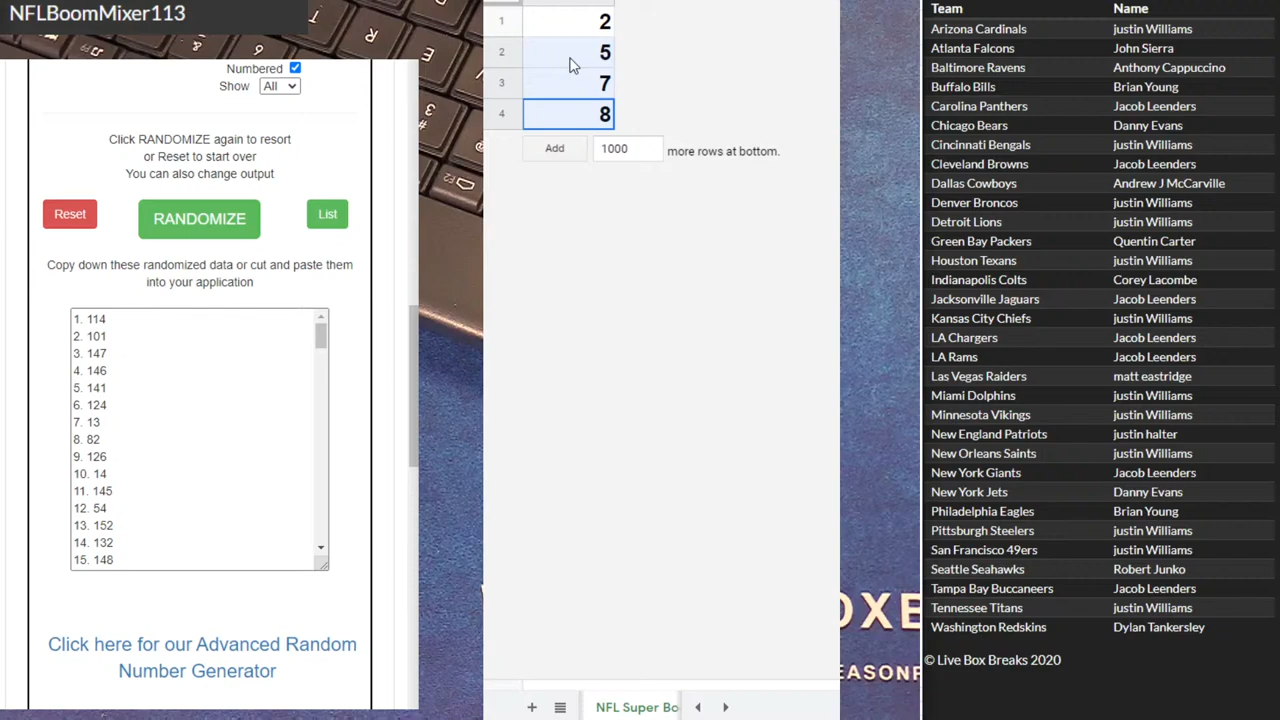 NFLBoomMixer113
Numbered
Show All
Click RANDOMIZE again to resort
or Reset to start over
You can also change output
Reset RANDOMIZE List
Copy down these randomized data or cut and paste them
into your application
1. 114
2. 101
3. 147
4. 146
5. 141
6. 124
7. 13
8. 82
9. 126
10. 14
11. 145
12. 54
13. 152
14. 132
15. 148
Click here for our Advanced Random
Number Generator
1 2
2 5
3 7
4 8
Add 1000 more rows at bottom.
NFL Super Bo
Team Name
Arizona Cardinals justin Williams
Atlanta Falcons John Sierra
Baltimore Ravens Anthony Cappuccino
Buffalo Bills Brian Young
Carolina Panthers Jacob Leenders
Chicago Bears Danny Evans
Cincinnati Bengals justin Williams
Cleveland Browns Jacob Leenders
Dallas Cowboys Andrew J McCarville
Denver Broncos justin Williams
Detroit Lions justin Williams
Green Bay Packers Quentin Carter
Houston Texans justin Williams
Indianapolis Colts Corey Lacombe
Jacksonville Jaguars Jacob Leenders
Kansas City Chiefs justin Williams
LA Chargers Jacob Leenders
LA Rams Jacob Leenders
Las Vegas Raiders matt eastridge
Miami Dolphins justin Williams
Minnesota Vikings justin Williams
New England Patriots justin halter
New Orleans Saints justin Williams
New York Giants Jacob Leenders
New York Jets Danny Evans
Philadelphia Eagles Brian Young
Pittsburgh Steelers justin Williams
San Francisco 49ers justin Williams
Seattle Seahawks Robert Junko
Tampa Bay Buccaneers Jacob Leenders
Tennessee Titans justin Williams
Washington Redskins Dylan Tankersley
© Live Box Breaks 2020
OXE
EASONF